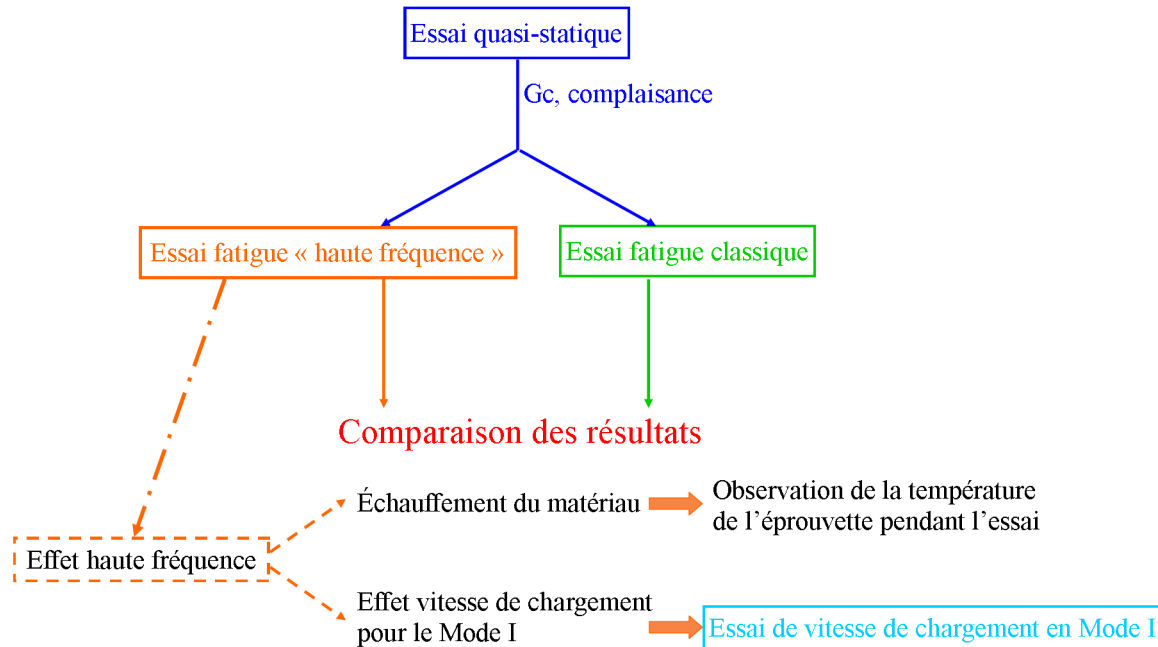 Essai quasi-statique
Gc, complaisance
Essai fatigue « haute fréquence »
Essai fatigue classique
Comparaison des résultats
Échauffement du matériau
Observation de la température
de l’éprouvette pendant l’essai
Effet haute fréquence
Effet vitesse de chargement
pour le Mode I
Essai de vitesse de chargement en Mode I